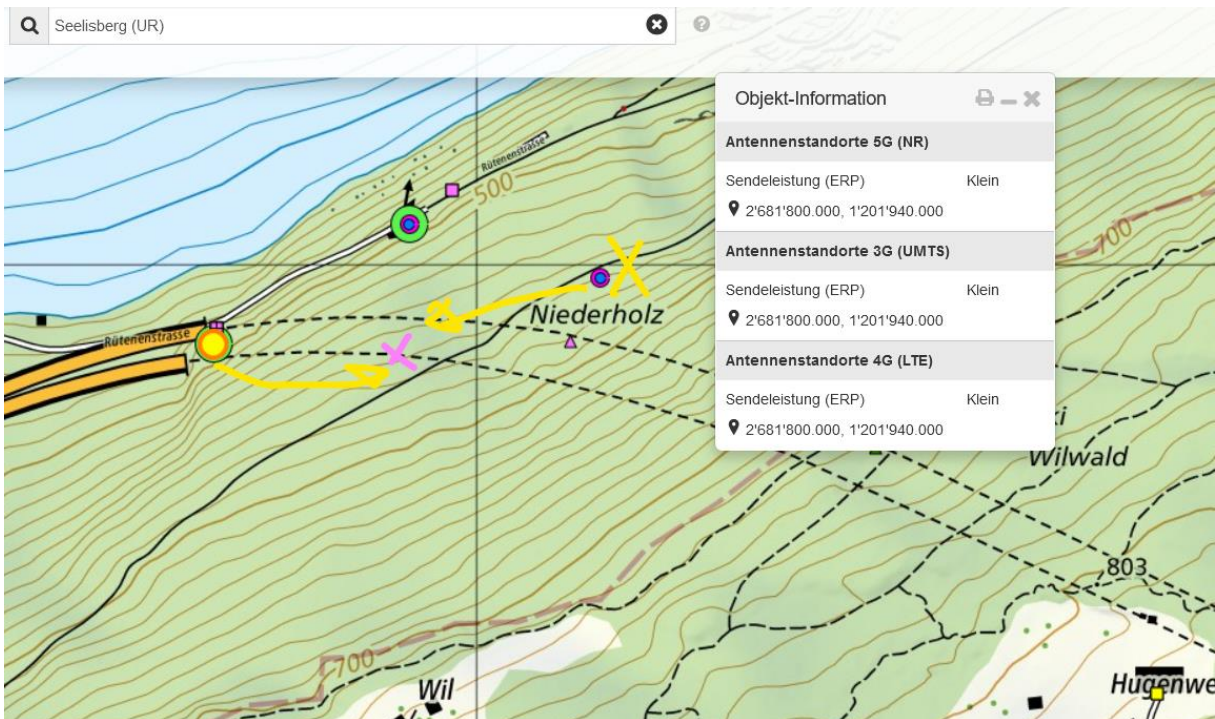 Seelisberg (UR)
Objekt-Information
Antennenstandorte 5G (NR)
Sendeleistung (ERP) Klein
2'681'800.000, 1'201'940.000
Antennenstandorte 3G (UMTS)
Sendeleistung (ERP) Klein
2'681'800.000, 1'201'940.000
Antennenstandorte 4G (LTE)
Sendeleistung (ERP) Klein
2'681'800.000, 1'201'940.000
Rütenenstrasse
500
700
Niederholz
Rütenenstrasse
Wilwald
803
700
Wil